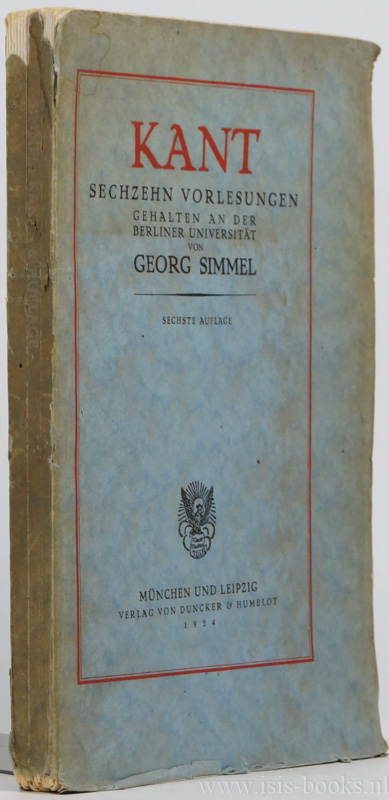 KANT
SECHZEHN VORLESUNGEN
GEHALTEN AN DER
BERLINER UNIVERSITÄT
VON
GEORG SIMMEL
SECHSTE AUFLAGE
MÜNCHEN UND LEIPZIG
VERLAG VON DUNCKER & HUMBLOT
1924
www.isis-books.nl